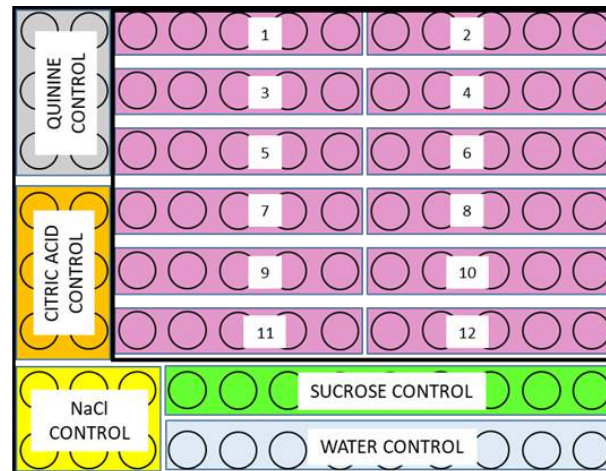 QUININE
CONTROL
1
2
3
4
5
6
CITRIC ACID
CONTROL
7
8
9
10
11
12
NaCl
CONTROL
SUCROSE CONTROL
WATER CONTROL